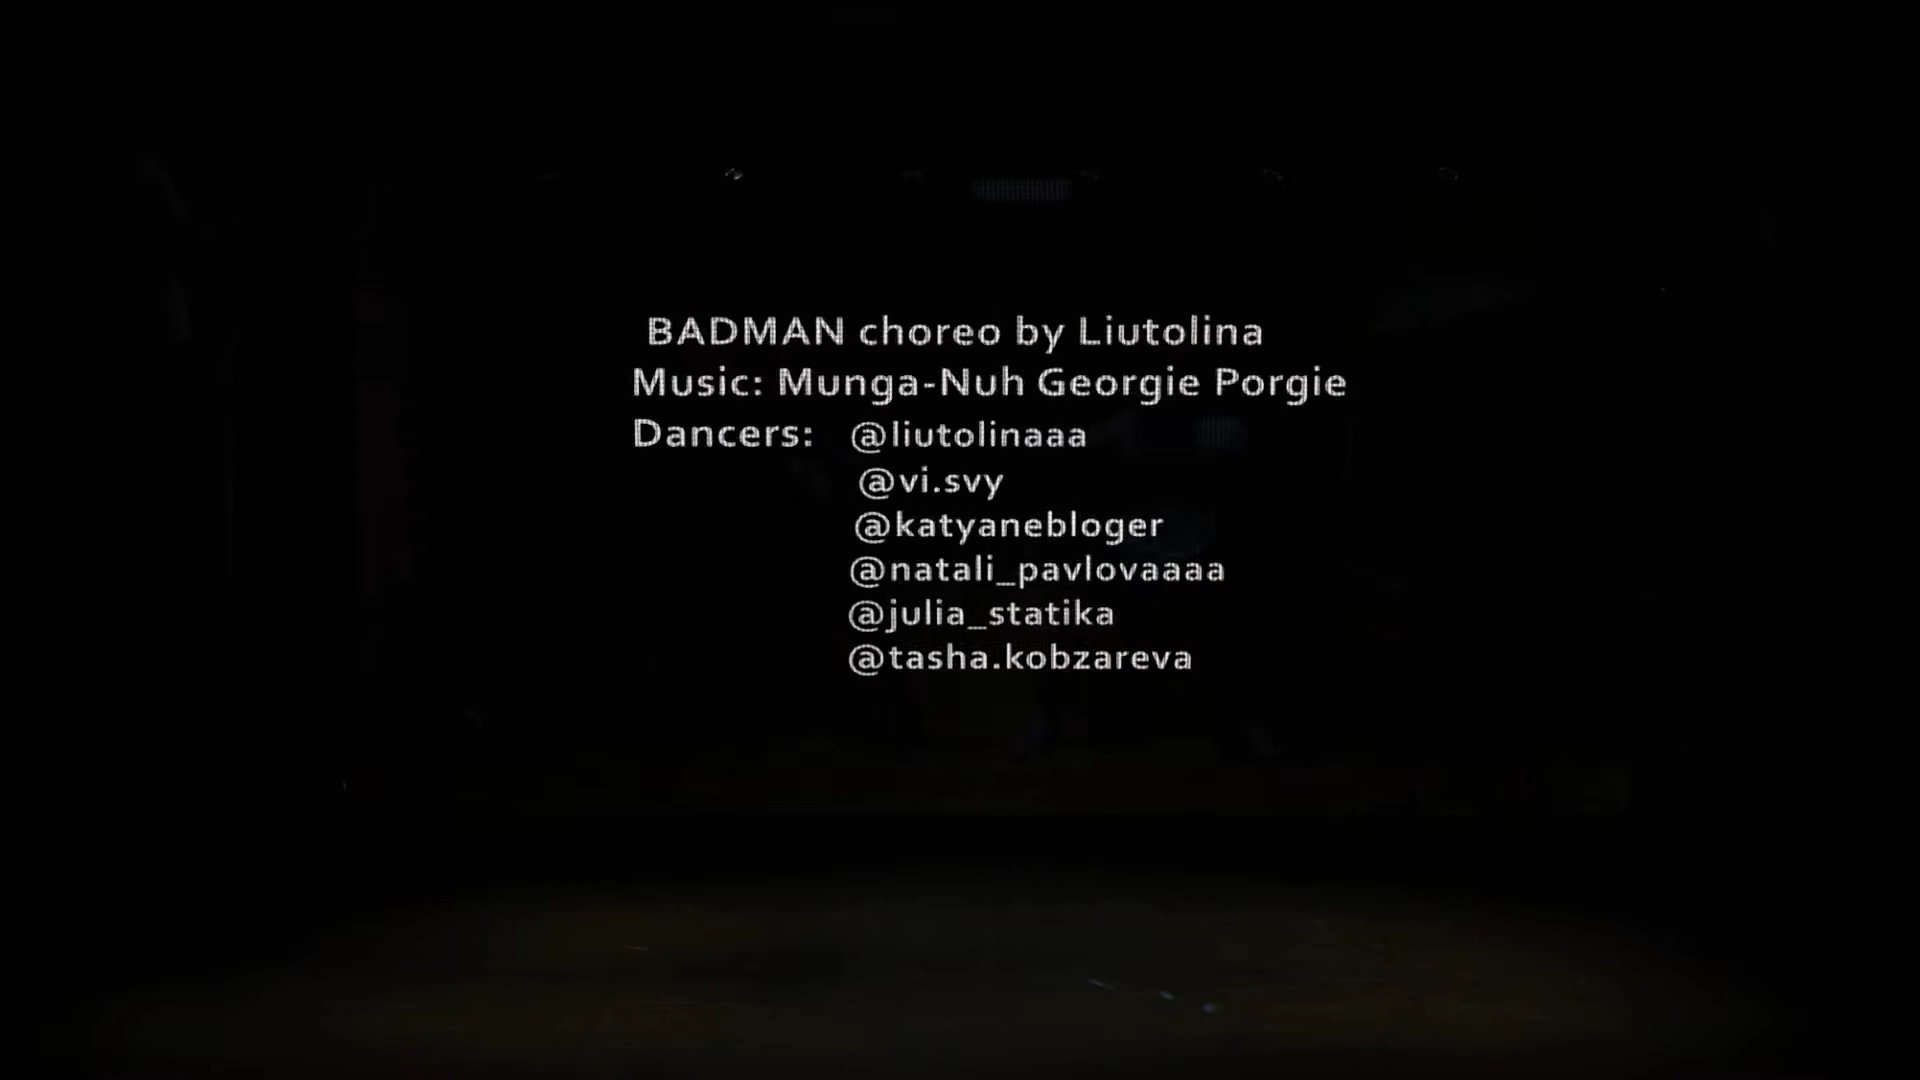 BADMAN choreo by Liutolina
Music: Munga-Nuh Georgie Porgie
Dancers: @liutolinaaa
@vi.svy
@katyanebloger
@natali_pavlovaaaa
@julia_statika
@tasha.kobzareva